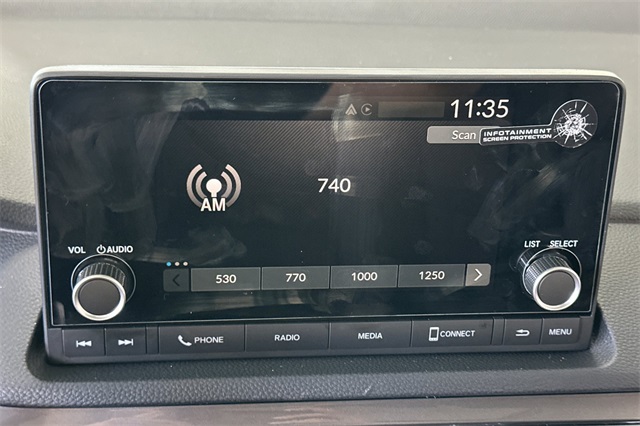 11:35
Scan
INFOTAINMENT
SCREEN PROTECTION
740
AM
VOL AUDIO
LIST SELECT
530 770 1000 1250
PHONE RADIO MEDIA CONNECT MENU